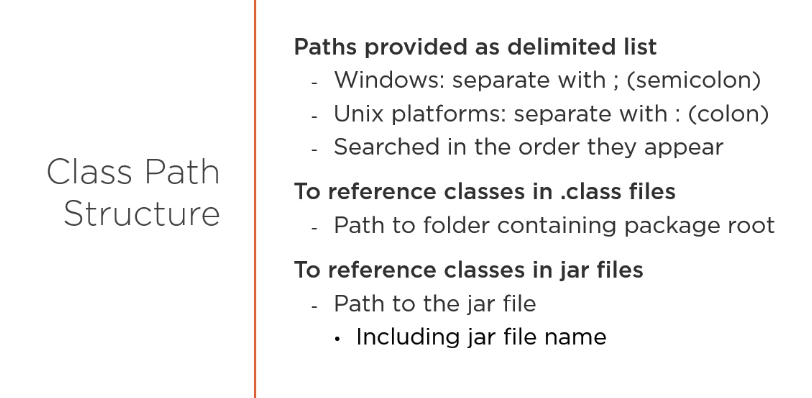 Class Path
Structure
Paths provided as delimited list
- Windows: separate with ; (semicolon)
- Unix platforms: separate with : (colon)
- Searched in the order they appear
To reference classes in .class files
- Path to folder containing package root
To reference classes in jar files
- Path to the jar file
• Including jar file name